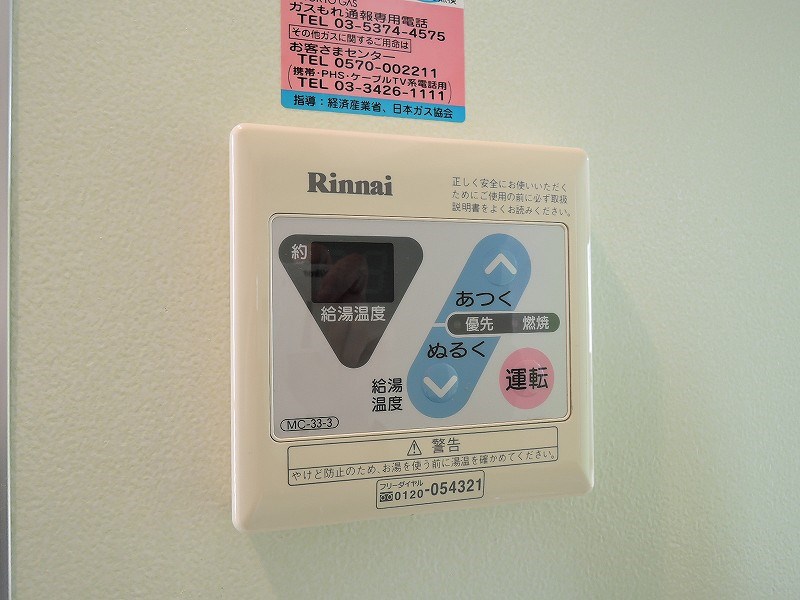 GAS
ガスもれ通報専用電話
TEL 03-5374-4575
その他ガスに関するご用命は
お客さまセンター
TEL 0570-002211
(携帯・PHS・ケーブルTV系電話用)
TEL 03-3426-1111
指導：経済産業省、日本ガス協会
Rinnai
正しく安全にお使いいただく
ためにご使用の前に必ず取扱
説明書をよくお読みください。
約
給湯温度
あつく
優先 燃焼
ぬるく
給湯
温度
運転
MC-33-3
⚠ 警告
やけど防止のため、お湯を使う前に湯温を確かめてください。
フリーダイヤル
0120-054321